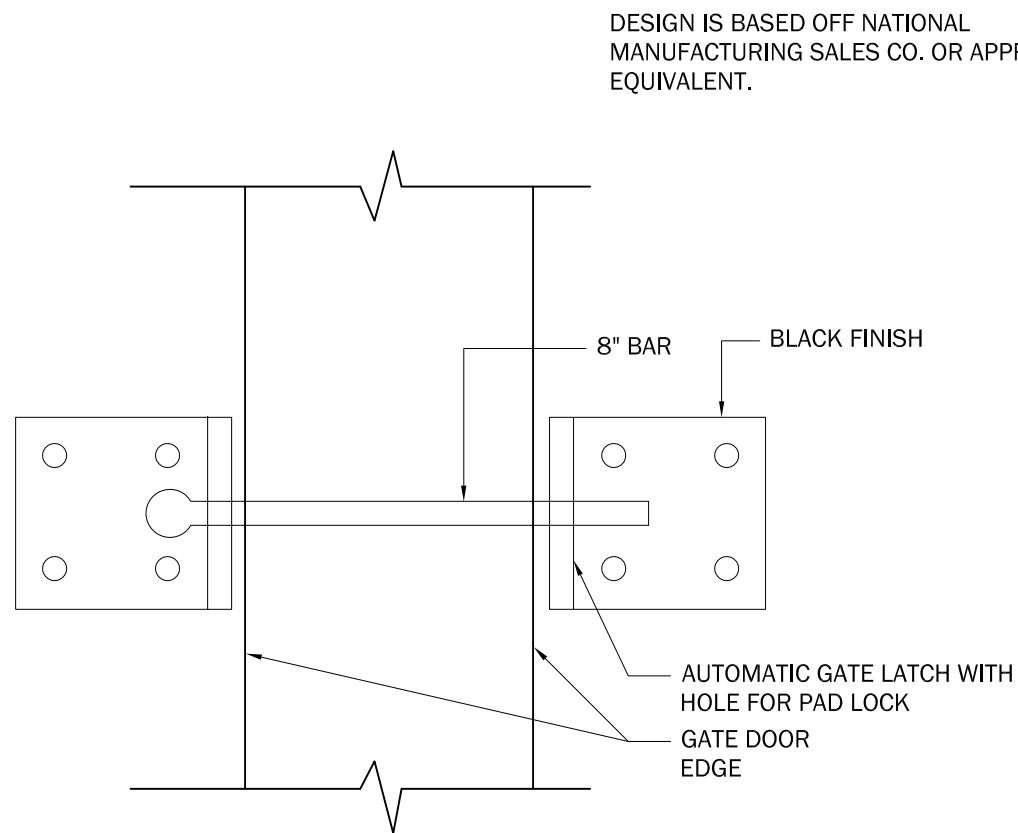 DESIGN IS BASED OFF NATIONAL
MANUFACTURING SALES CO. OR
EQUIVALENT.
8" BAR
BLACK FINISH
AUTOMATIC GATE LATCH WITH
HOLE FOR PAD LOCK
GATE DOOR
EDGE